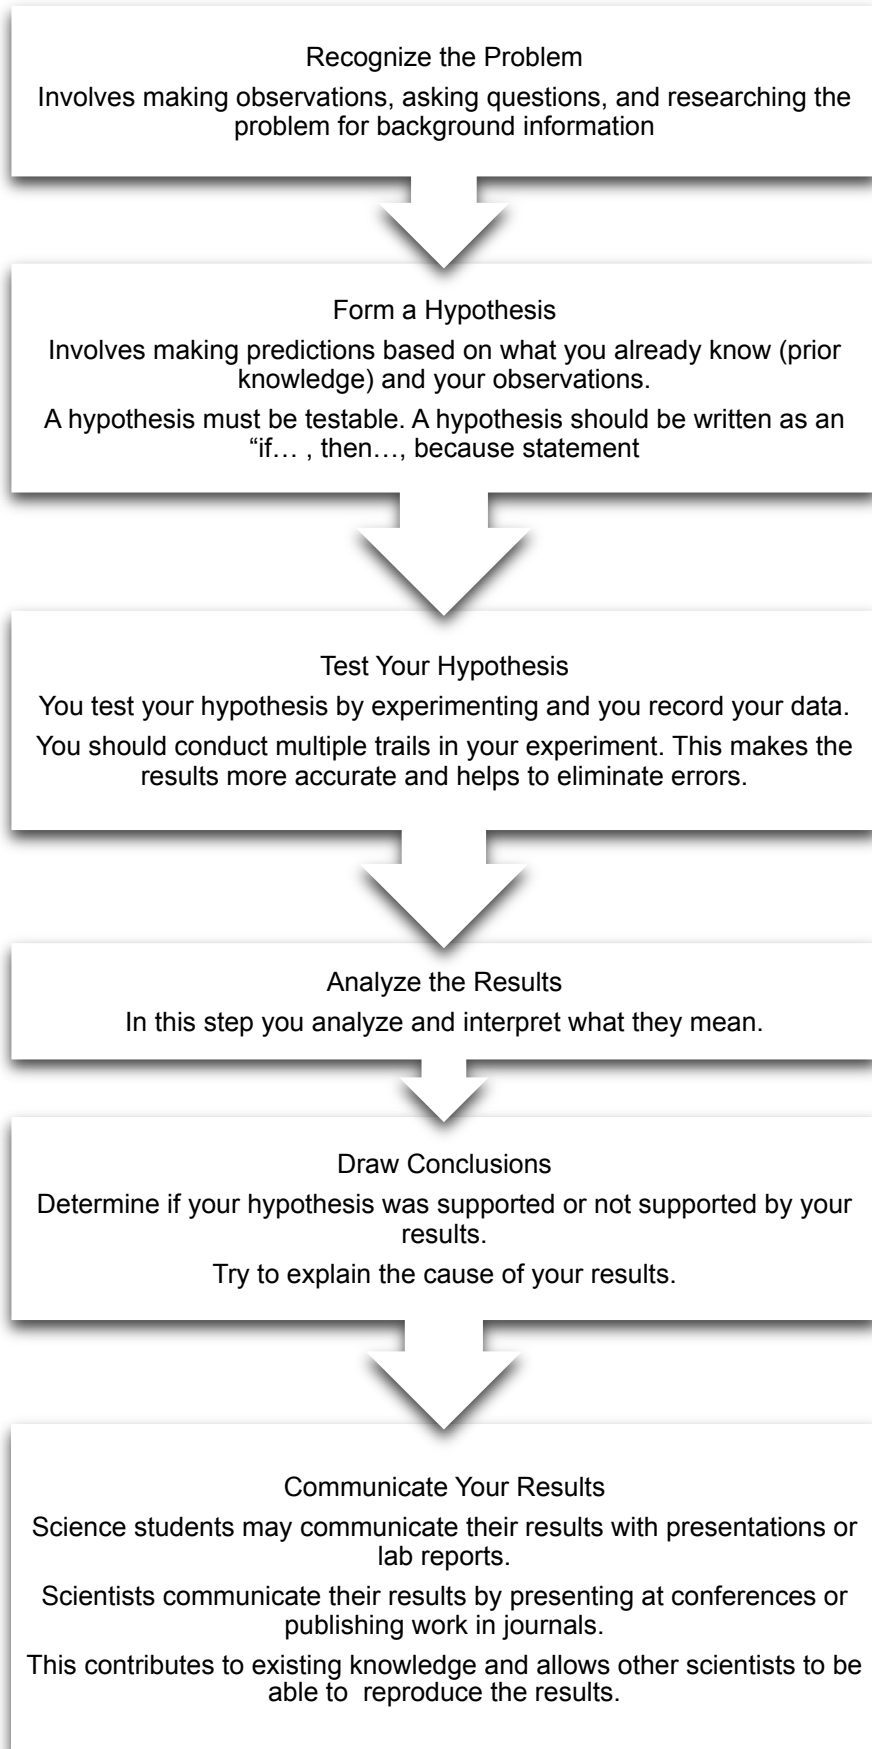 Recognize the Problem
Involves making observations, asking questions, and researching the
problem for background information
Form a Hypothesis
Involves making predictions based on what you already know (prior
knowledge) and your observations.
A hypothesis must be testable. A hypothesis should be written as an
“if… , then…, because statement
Test Your Hypothesis
You test your hypothesis by experimenting and you record your data.
You should conduct multiple trails in your experiment. This makes the
results more accurate and helps to eliminate errors.
Analyze the Results
In this step you analyze and interpret what they mean.
Draw Conclusions
Determine if your hypothesis was supported or not supported by your
results.
Try to explain the cause of your results.
Communicate Your Results
Science students may communicate their results with presentations or
lab reports.
Scientists communicate their results by presenting at conferences or
publishing work in journals.
This contributes to existing knowledge and allows other scientists to be
able to  reproduce the results.